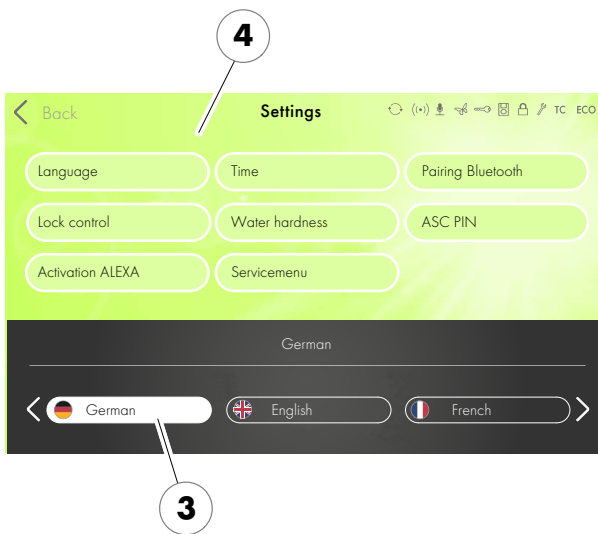 4
Back Settings TC ECO
Language Time Pairing Bluetooth
Lock control Water hardness ASC PIN
Activation ALEXA Servicemenu
German
German English French
3